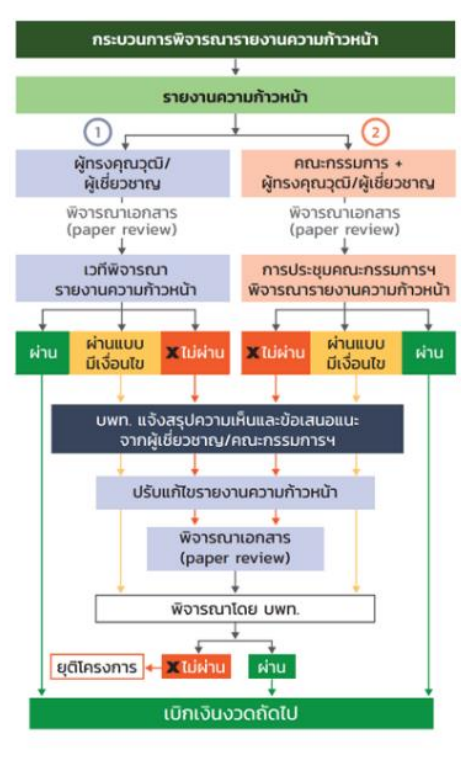 กระบวนการพิจารณารายงานความก้าวหน้า
รายงานความก้าวหน้า
1
2
ผู้ทรงคุณวุฒิ/
ผู้เชี่ยวชาญ
คณะกรรมการ +
ผู้ทรงคุณวุฒิ/ผู้เชี่ยวชาญ
พิจารณาเอกสาร
(paper review)
พิจารณาเอกสาร
(paper review)
เวทีพิจารณา
รายงานความก้าวหน้า
การประชุมคณะกรรมการฯ
พิจารณารายงานความก้าวหน้า
ผ่าน
ผ่านแบบ
มีเงื่อนไข
✘ไม่ผ่าน
✘ไม่ผ่าน
ผ่านแบบ
มีเงื่อนไข
ผ่าน
บพท. แจ้งสรุปความเห็นและข้อเสนอแนะ
จากผู้เชี่ยวชาญ/คณะกรรมการฯ
ปรับแก้ไขรายงานความก้าวหน้า
พิจารณาเอกสาร
(paper review)
พิจารณาโดย บพท.
ยุติโครงการ
✘ไม่ผ่าน
ผ่าน
เบิกเงินงวดถัดไป